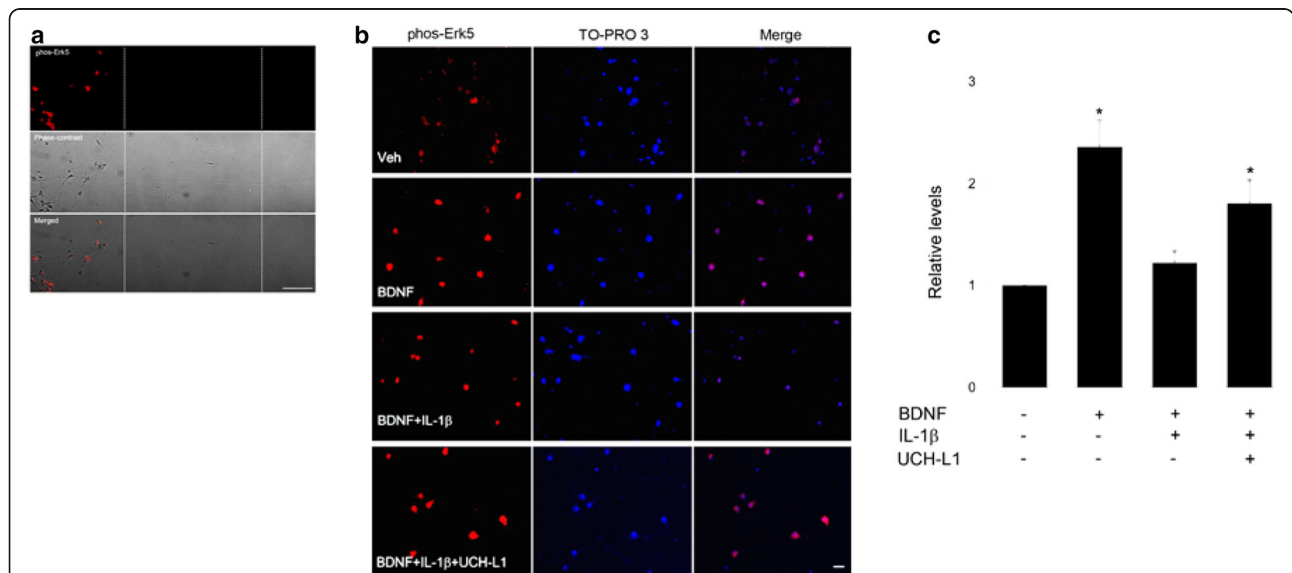 a
phos-Erk5
Phase-contrast
Merged
b
phos-Erk5 TO-PRO 3 Merge
Veh
BDNF
BDNF+IL-1β
BDNF+IL-1β+UCH-L1
c
Relative levels
3
*
2
*
1
*
0
BDNF - + + +
IL-1β - - + +
UCH-L1 - - - +